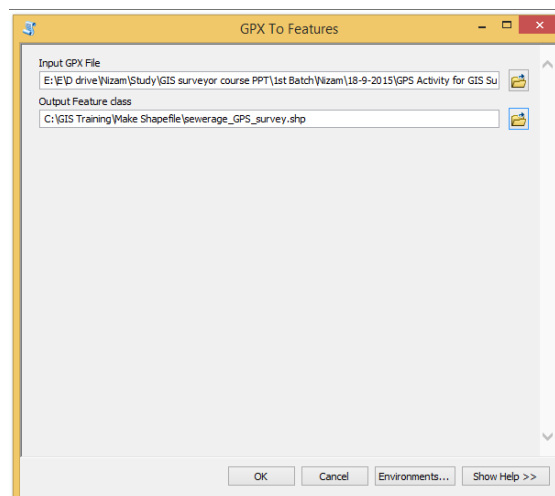 GPX To Features
Input GPX File
E:\E\D drive\Nizam\Study\GIS surveyor course PPT\1st Batch\Nizam\18-9-2015\GPS Activity for GIS Su
Output Feature class
C:\GIS Training\Make Shapefile\sewerage_GPS_survey.shp
OK Cancel Environments... Show Help >>